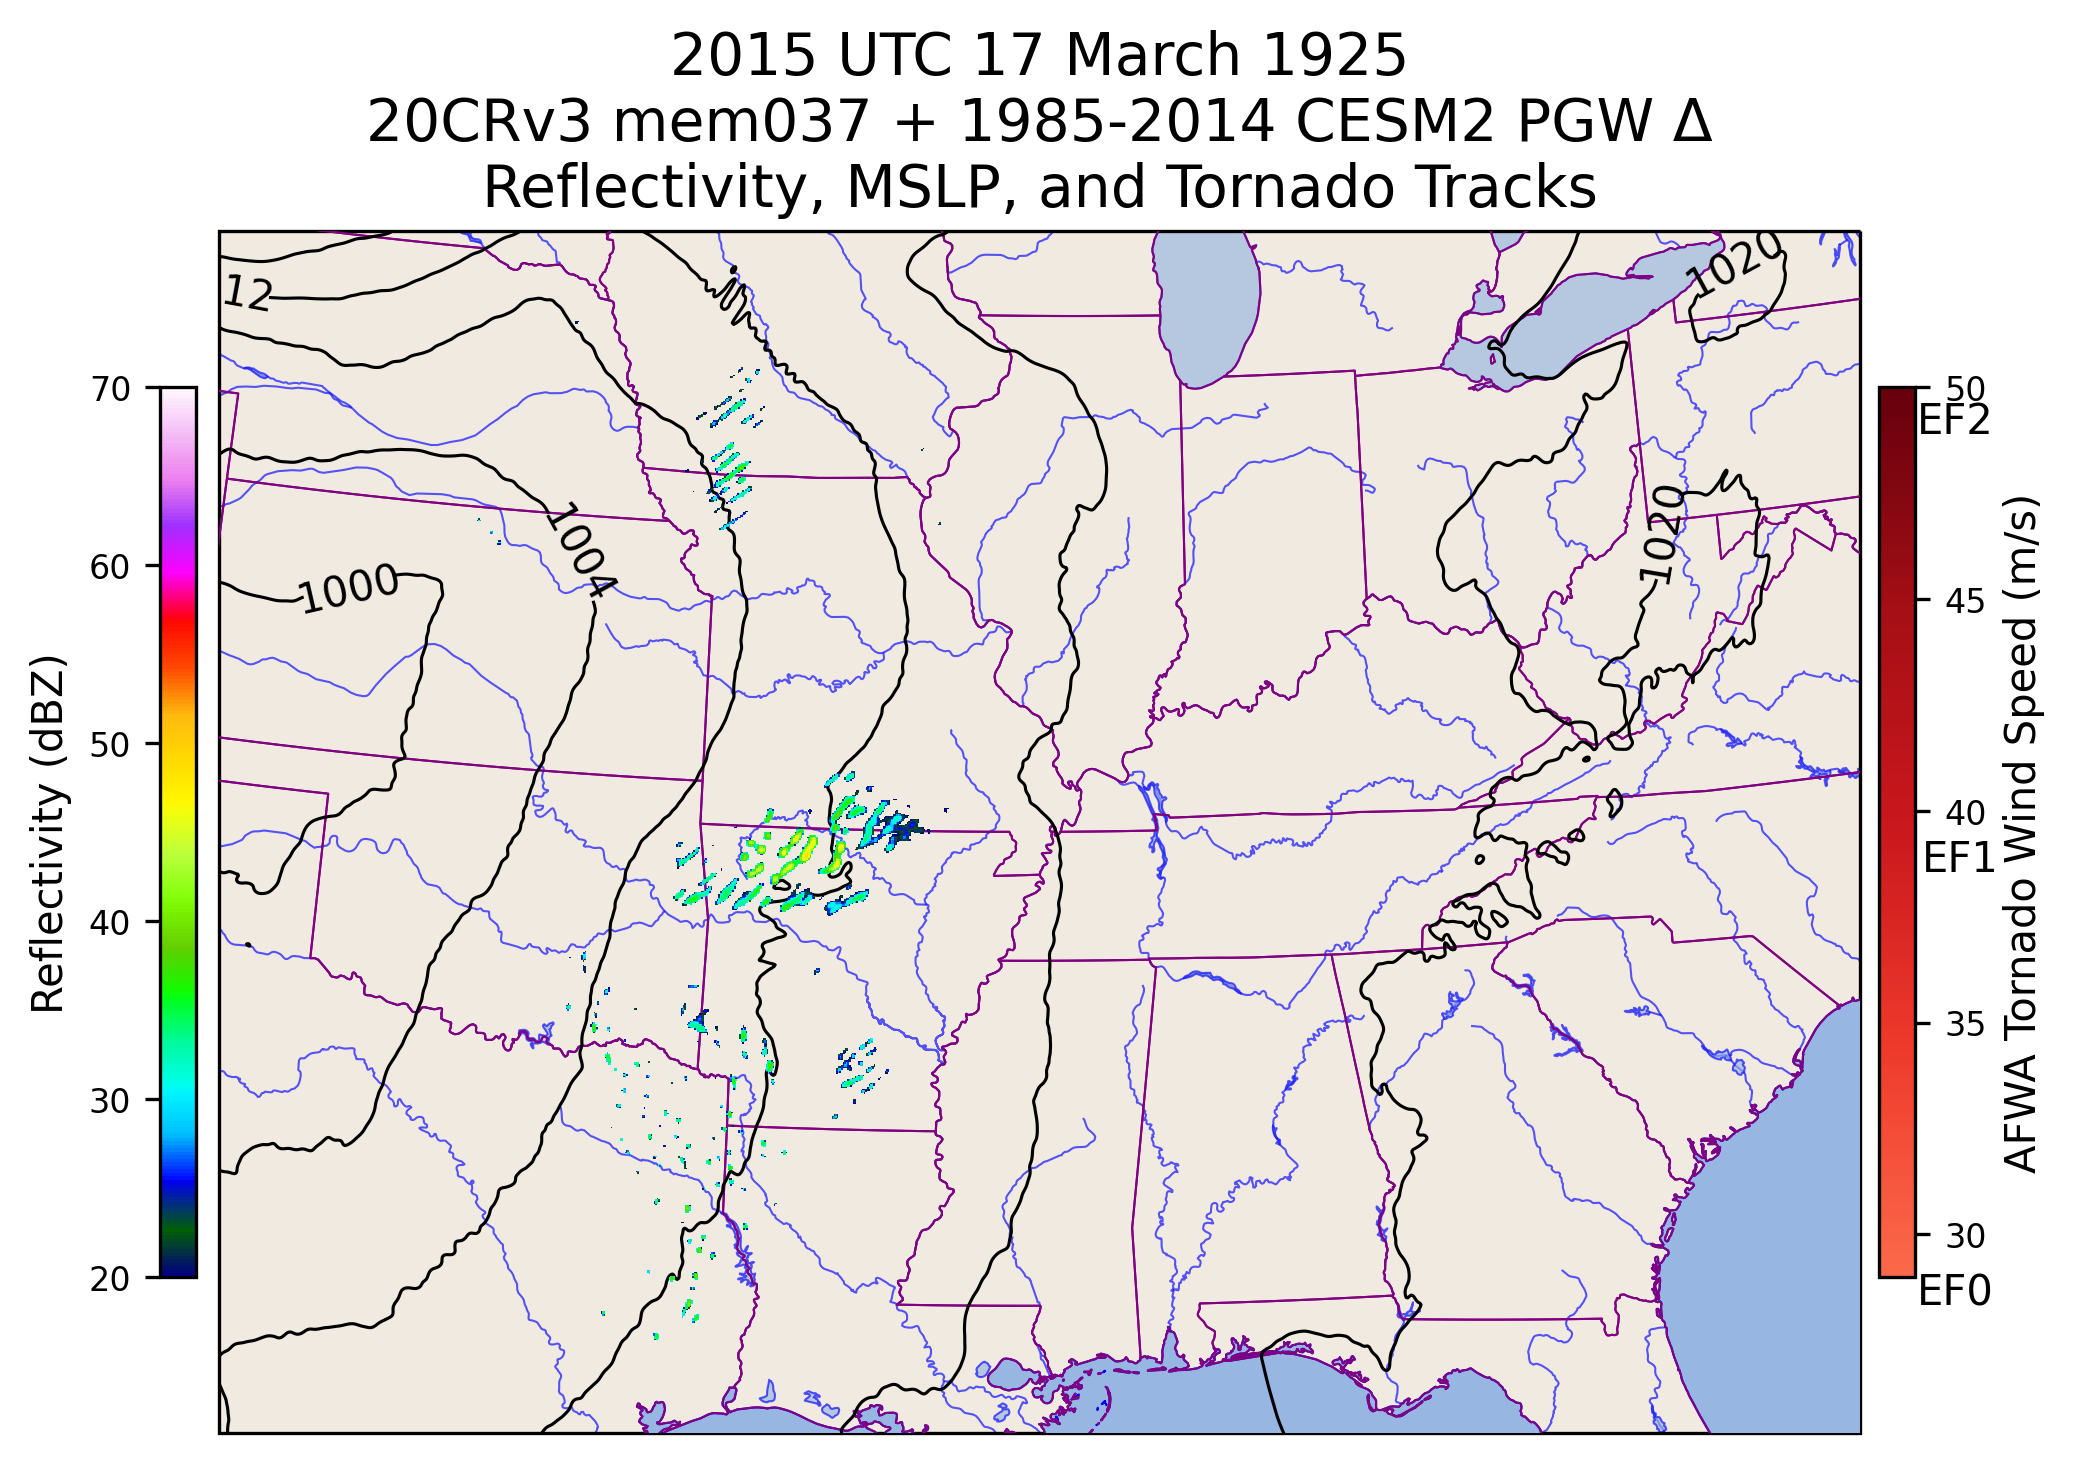 2015 UTC 17 March 1925
20CRv3 mem037 + 1985-2014 CESM2 PGW Δ
Reflectivity, MSLP, and Tornado Tracks
12
1020
1004
1000
1020
70
60
50
40
30
20
Reflectivity (dBZ)
50
EF2
45
40
EF1
35
30
EF0
AFWA Tornado Wind Speed (m/s)